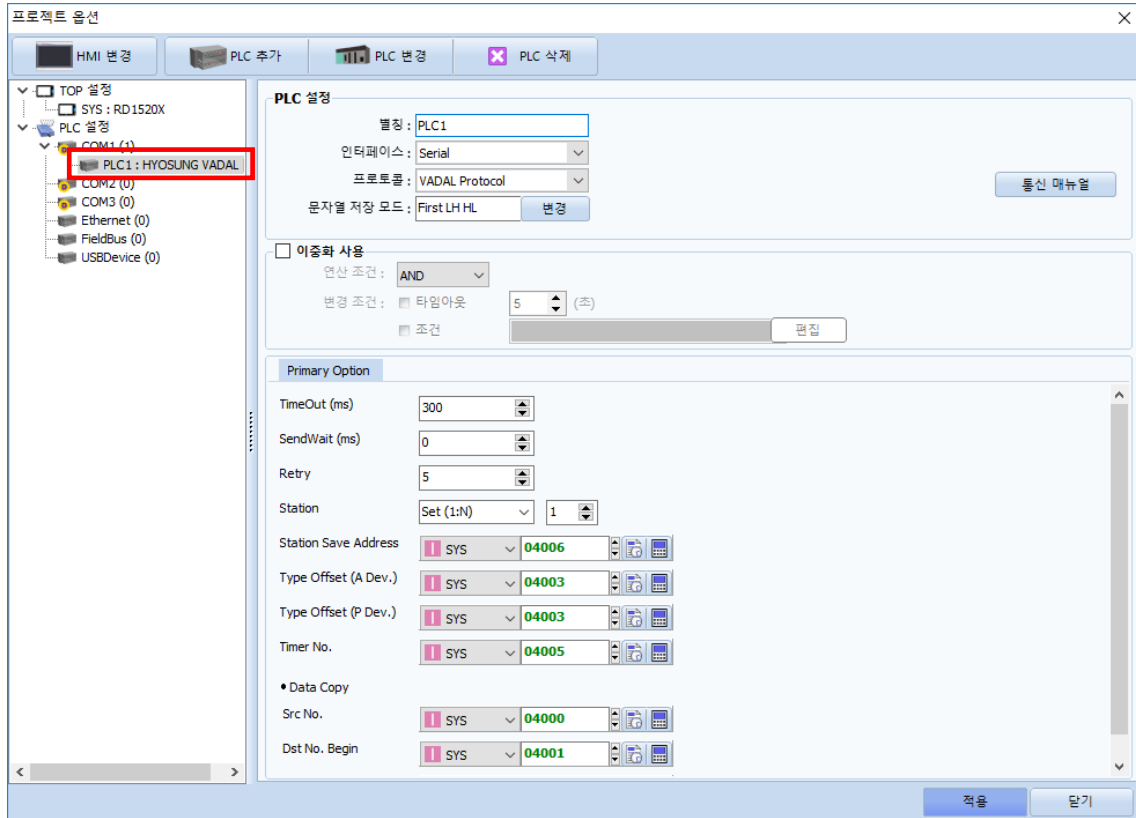 프로젝트 옵션
HMI 변경
PLC 추가
PLC 변경
PLC 삭제
TOP 설정
SYS : RD1520X
PLC 설정
COM1 (1)
PLC1 : HYOSUNG VADAL
COM2 (0)
COM3 (0)
Ethernet (0)
FieldBus (0)
USBDevice (0)
PLC 설정
별칭 : PLC1
인터페이스 : Serial
프로토콜 : VADAL Protocol
통신 매뉴얼
문자열 저장 모드 : First LH HL 변경
이중화 사용
연산 조건 : AND
변경 조건 : 타임아웃 5 (초)
조건 편집
Primary Option
TimeOut (ms) 300
SendWait (ms) 0
Retry 5
Station Set (1:N) 1
Station Save Address SYS 04006
Type Offset (A Dev.) SYS 04003
Type Offset (P Dev.) SYS 04003
Timer No. SYS 04005
• Data Copy
Src No. SYS 04000
Dst No. Begin SYS 04001
적용
닫기